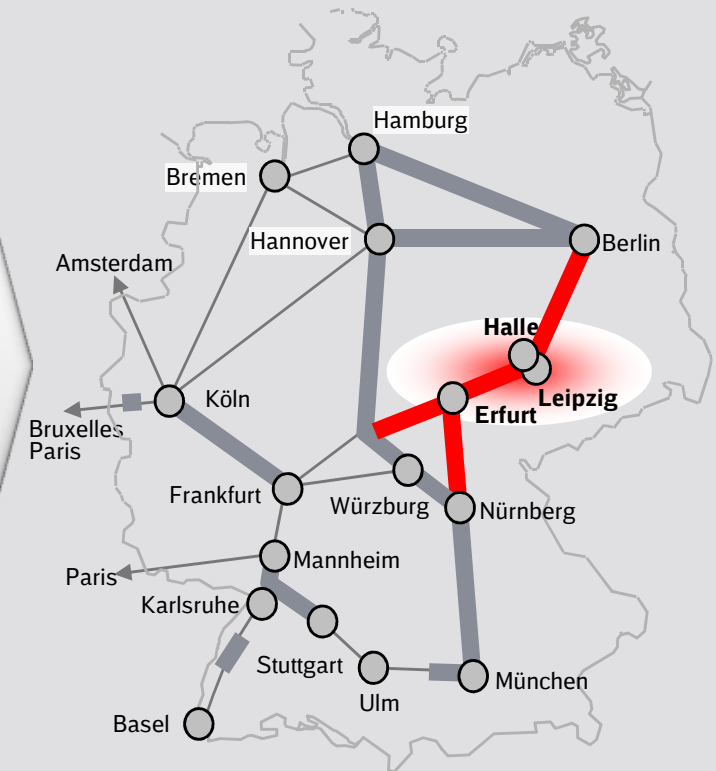 Hamburg
Bremen
Hannover
Berlin
Amsterdam
Halle
Leipzig
Köln
Erfurt
Bruxelles
Paris
Frankfurt
Würzburg
Nürnberg
Mannheim
Paris
Karlsruhe
Stuttgart
München
Ulm
Basel